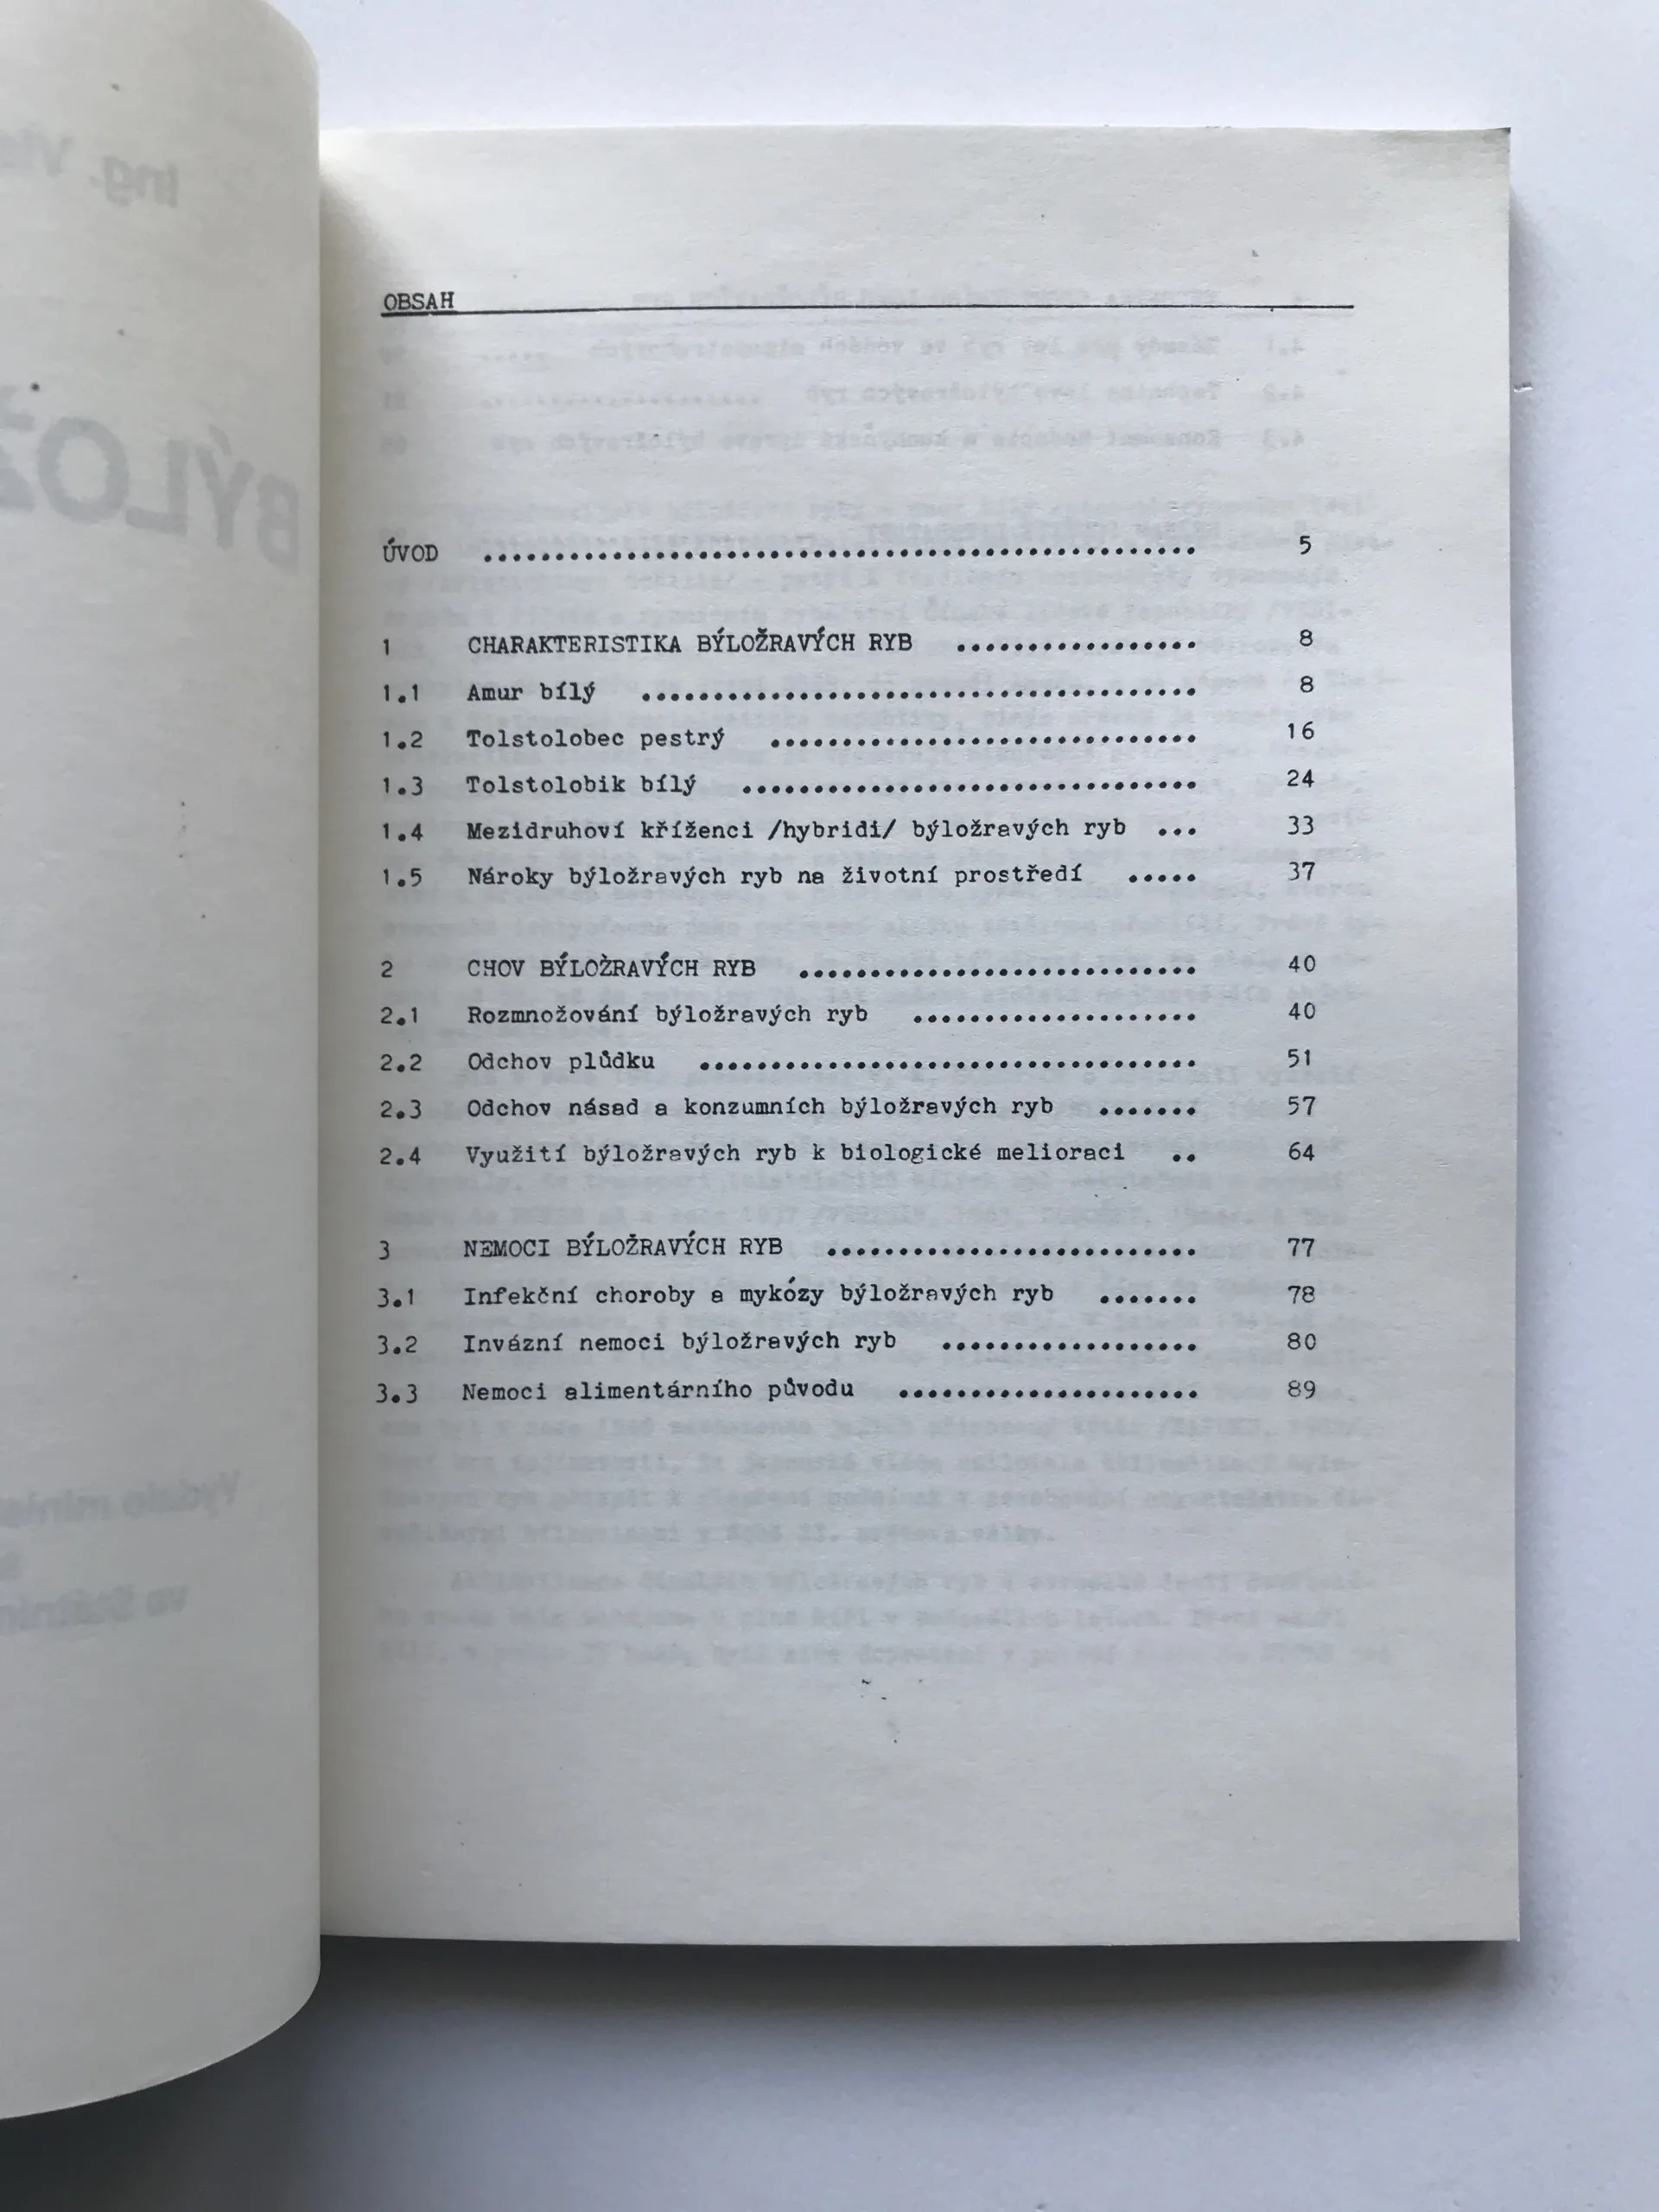 OBSAH
ÚVOD .................................................. 5
1 CHARAKTERISTIKA BÝLOŽRAVÝCH RYB ................. 8
1.1 Amur bílý ....................................... 8
1.2 Tolstolobec pestrý .............................. 16
1.3 Tolstolobik bílý ................................ 24
1.4 Mezidruhoví kříženci /hybridi/ býložravých ryb ... 33
1.5 Nároky býložravých ryb na životní prostředí ..... 37
2 CHOV BÝLOŽRAVÝCH RYB ............................ 40
2.1 Rozmnožování býložravých ryb .................... 40
2.2 Odchov plůdku ................................... 51
2.3 Odchov násad a konzumních býložravých ryb ....... 57
2.4 Využití býložravých ryb k biologické melioraci .. 64
3 NEMOCI BÝLOŽRAVÝCH RYB .......................... 77
3.1 Infekční choroby a mykózy býložravých ryb ....... 78
3.2 Invázní nemoci býložravých ryb .................. 80
3.3 Nemoci alimentárního původu ..................... 89